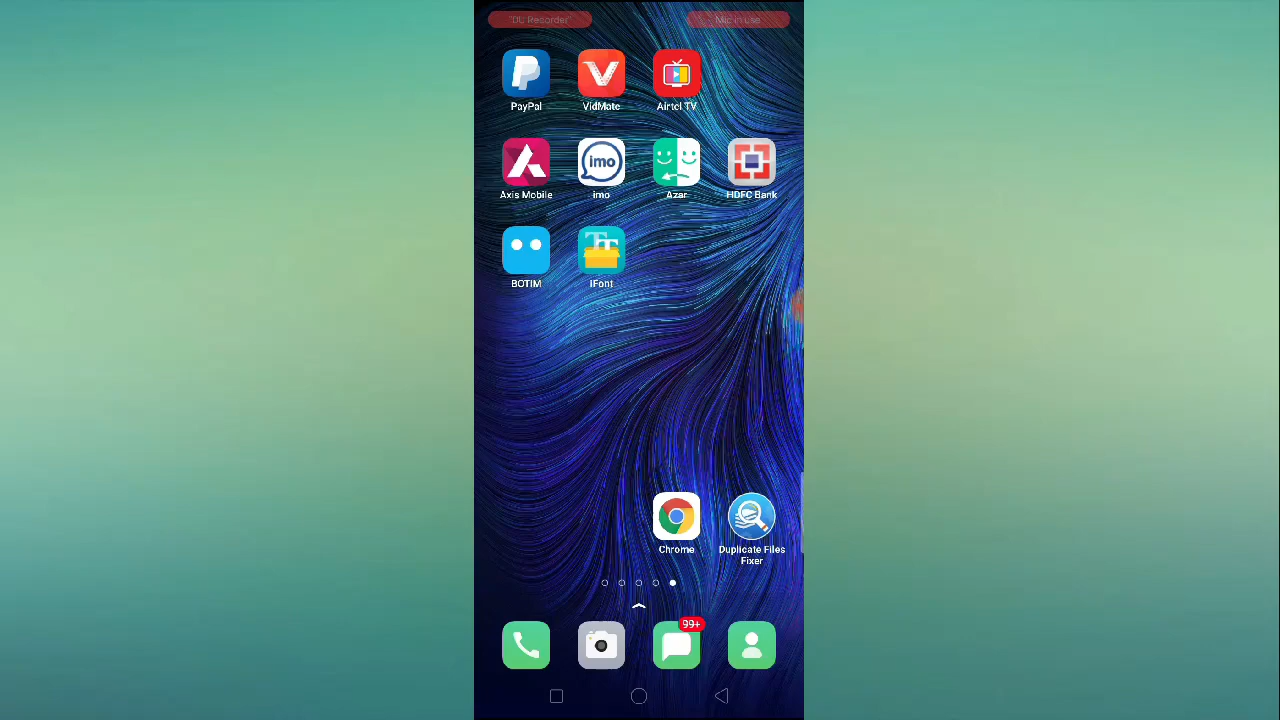 "DU Recorder"
Mic in use
PayPal
VidMate
Airtel TV
Axis Mobile
imo
imo
Azar
HDFC Bank
BOTIM
iFont
Chrome
Duplicate Files
Fixer
99+